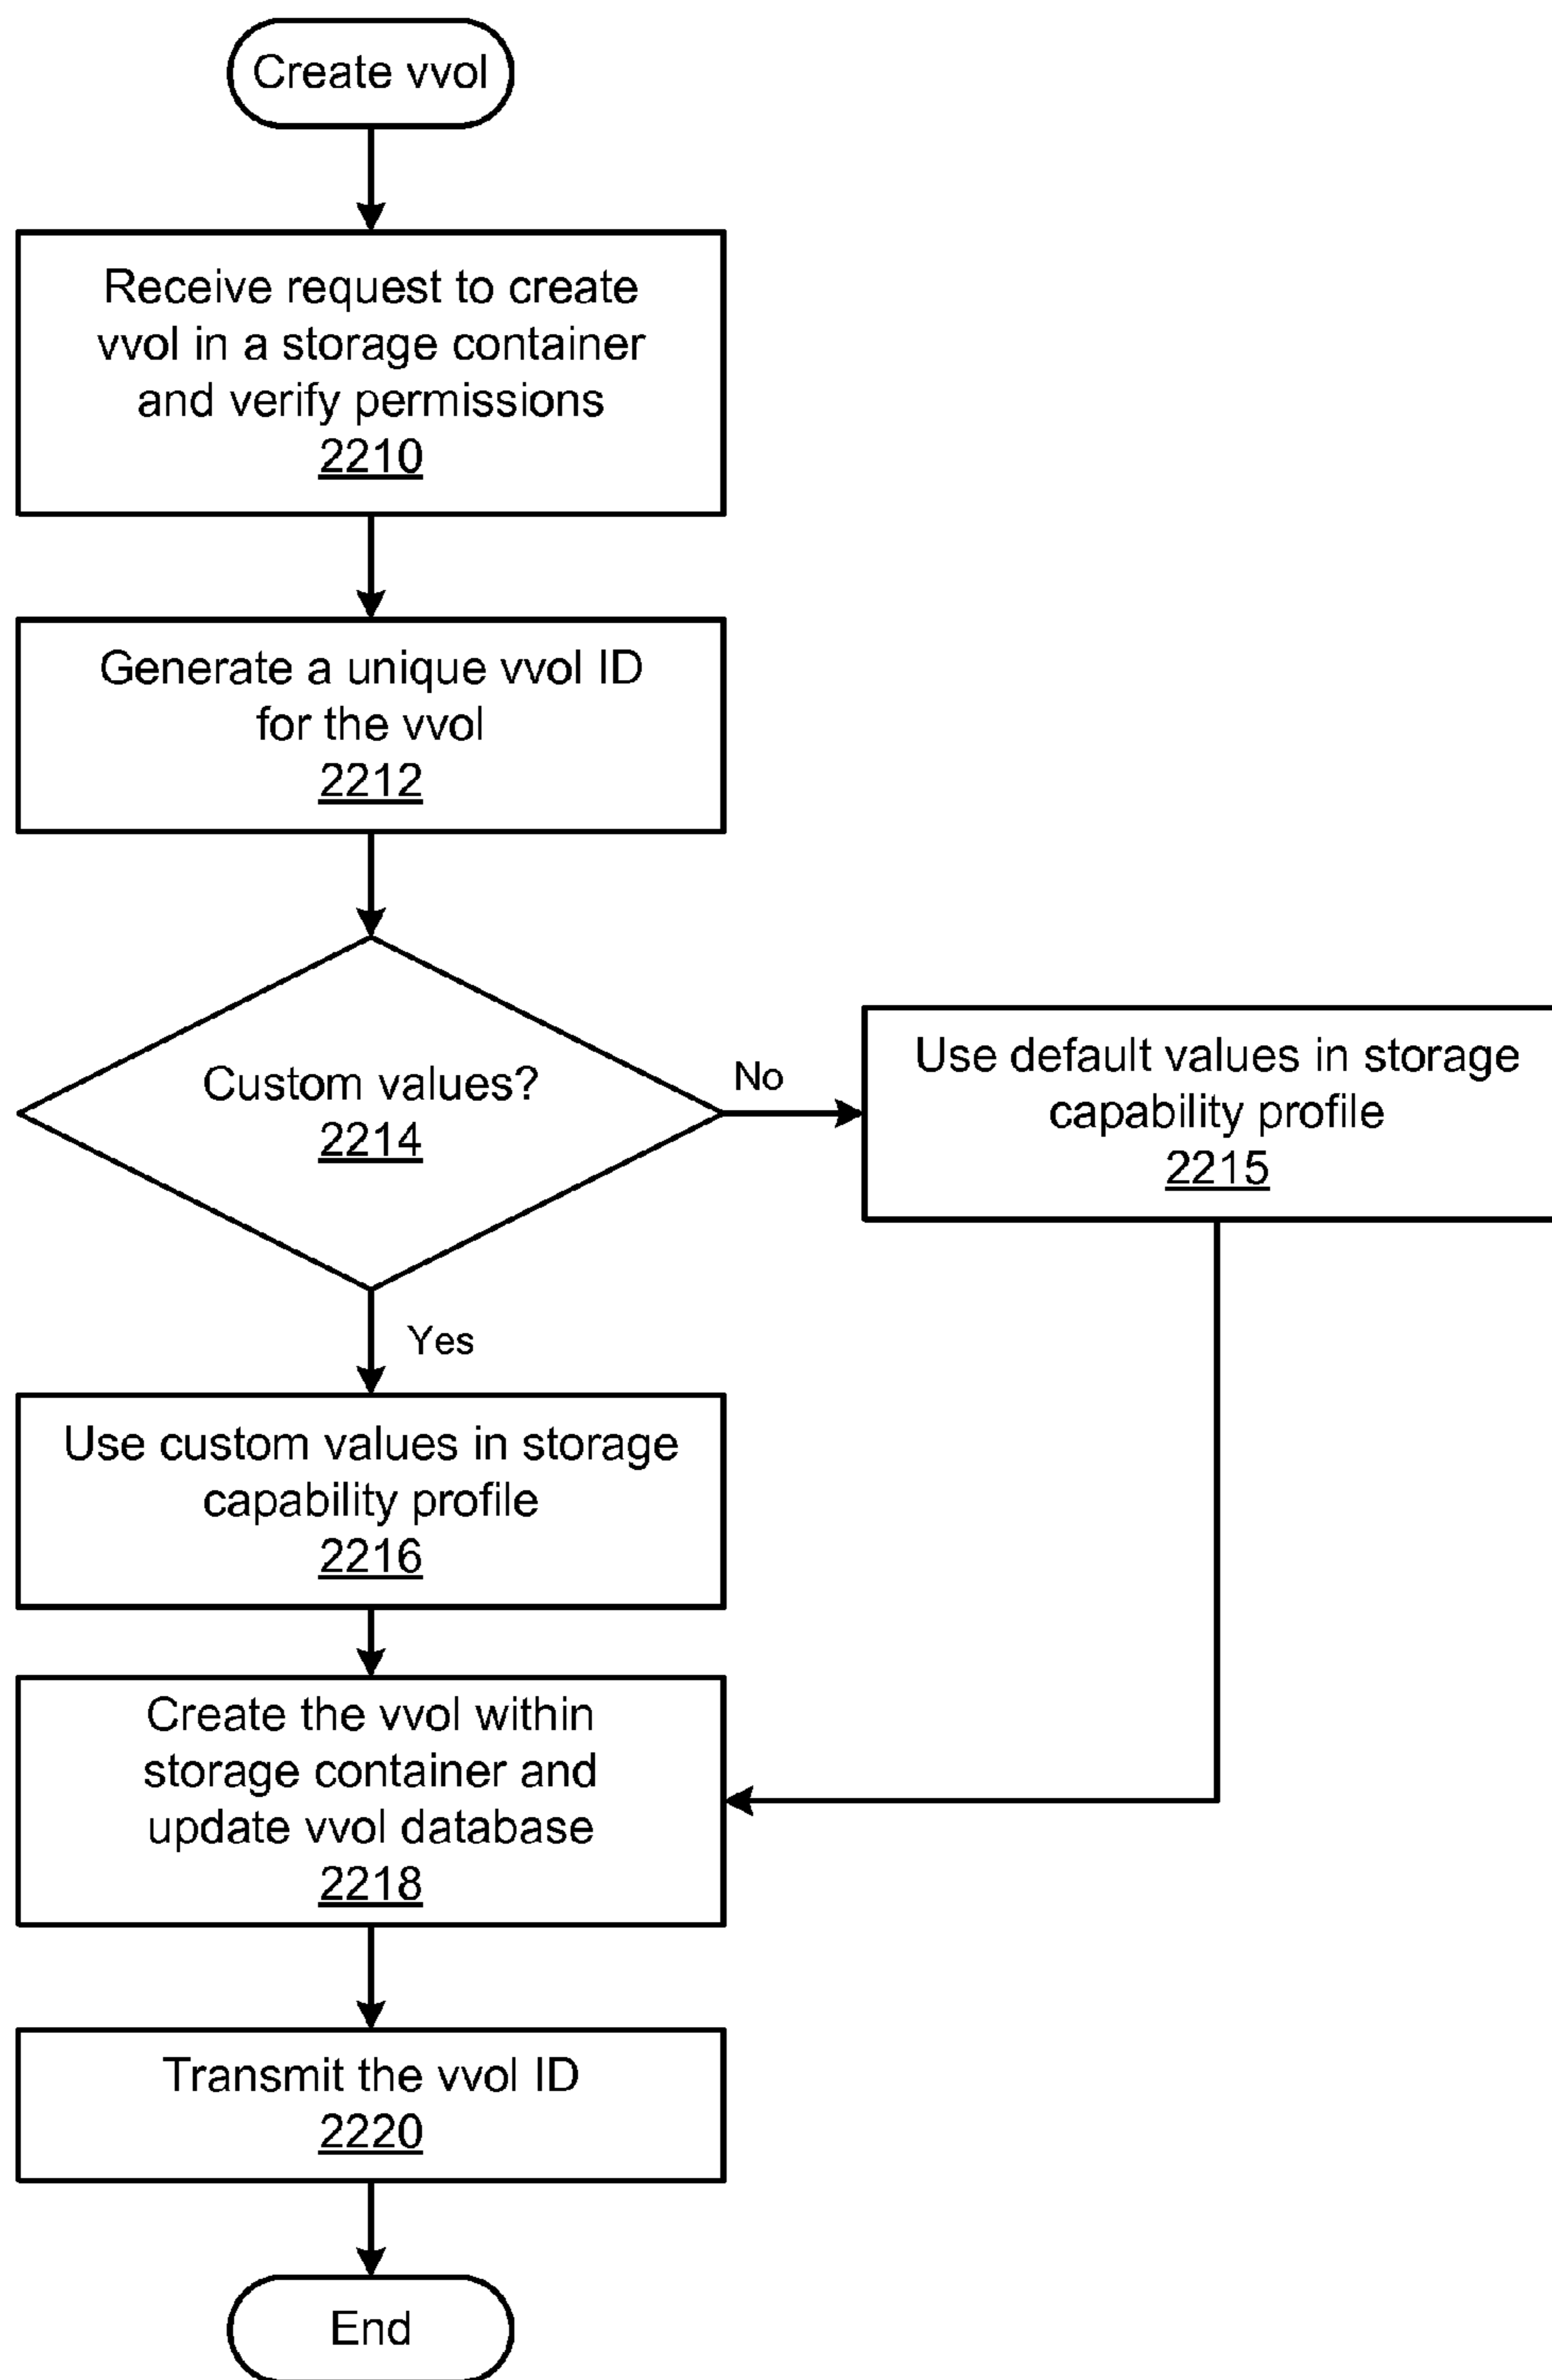 Create vvol
Receive request to create
vvol in a storage container
and verify permissions
2210
Generate a unique vvol ID
for the vvol
2212
Custom values?
2214
No
Use default values in storage
capability profile
2215
Yes
Use custom values in storage
capability profile
2216
Create the vvol within
storage container and
update vvol database
2218
Transmit the vvol ID
2220
End